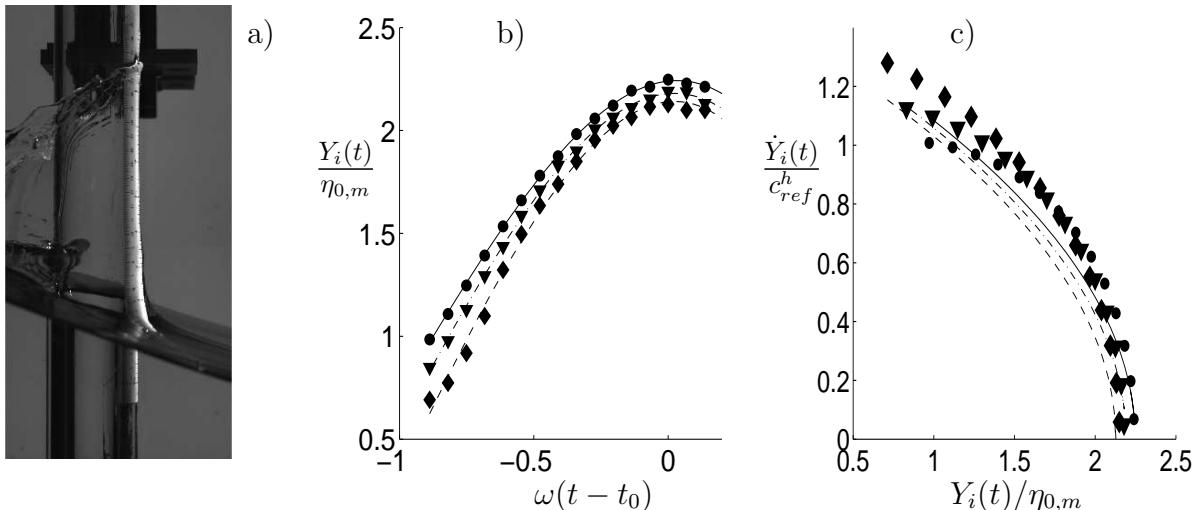 a)
b)
c)
Y_i(t)
η_{0,m}
2.5
2
1.5
1
0.5
−1
−0.5
0
ω(t − t_0)
Ẏ_i(t)
c^h_{ref}
1.2
1
0.8
0.6
0.4
0.2
0
0.5
1
1.5
2
2.5
Y_i(t)/η_{0,m}